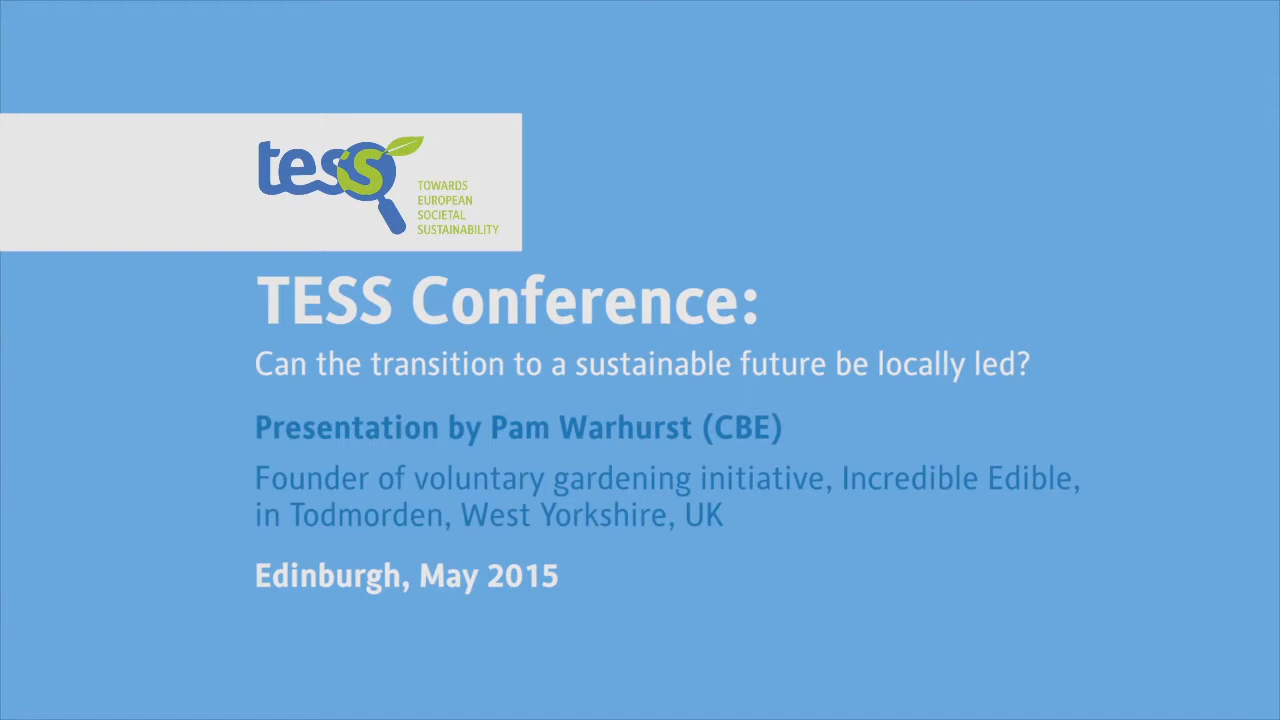 tess
TOWARDS
EUROPEAN
SOCIETAL
SUSTAINABILITY
TESS Conference:
Can the transition to a sustainable future be locally led?
Presentation by Pam Warhurst (CBE)
Founder of voluntary gardening initiative, Incredible Edible,
in Todmorden, West Yorkshire, UK
Edinburgh, May 2015